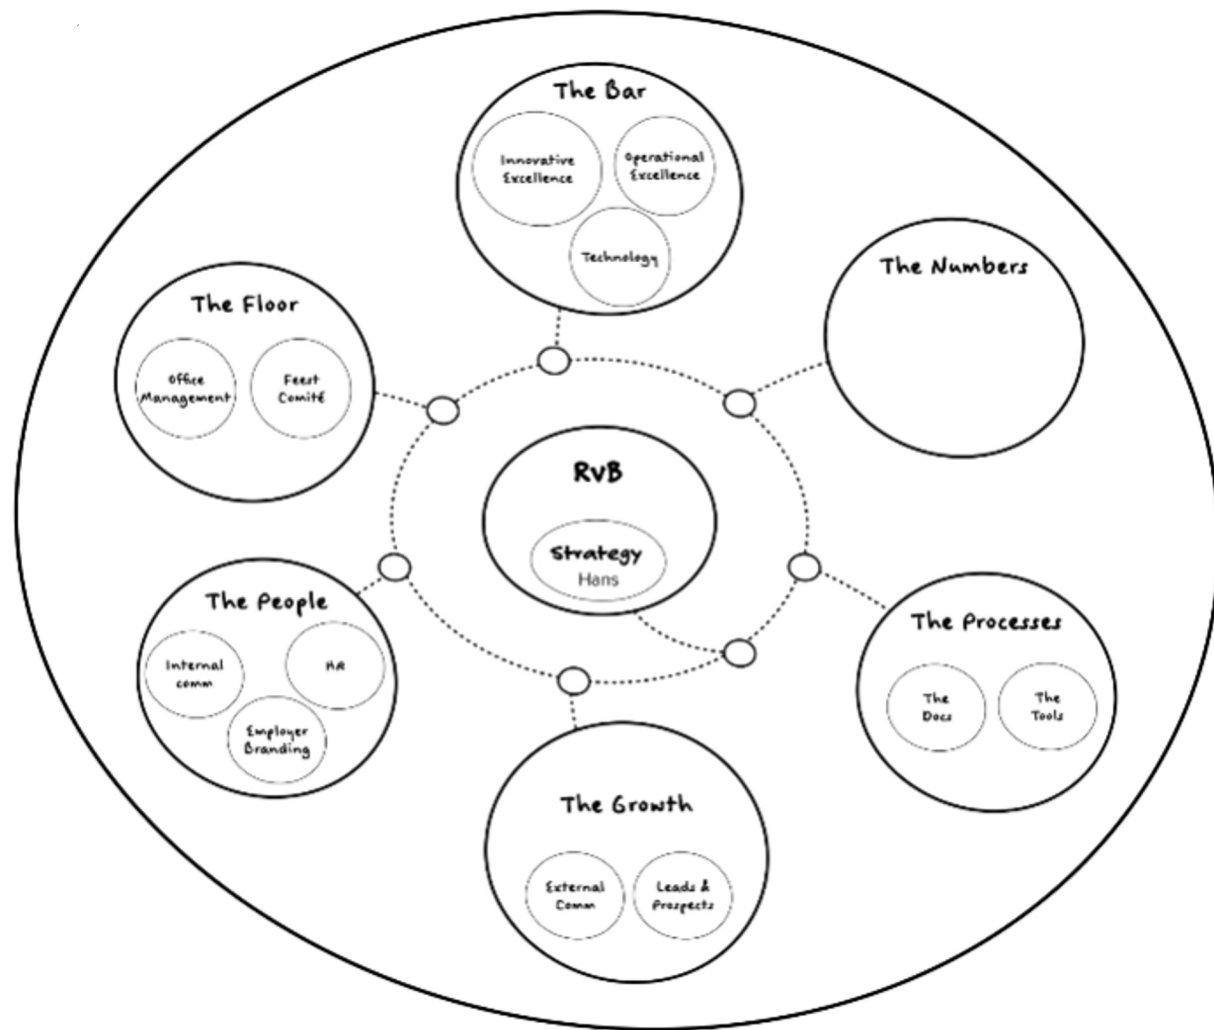 The Bar
Innovative
Excellence
Operational
Excellence
Technology
The Numbers
The Floor
Office
Management
Feest
Comité
RvB
Strategy
Hans
The People
Internal
comm
HR
Employer
Branding
The Processes
The
Docs
The
Tools
The Growth
External
Comm
Leads &
Prospects